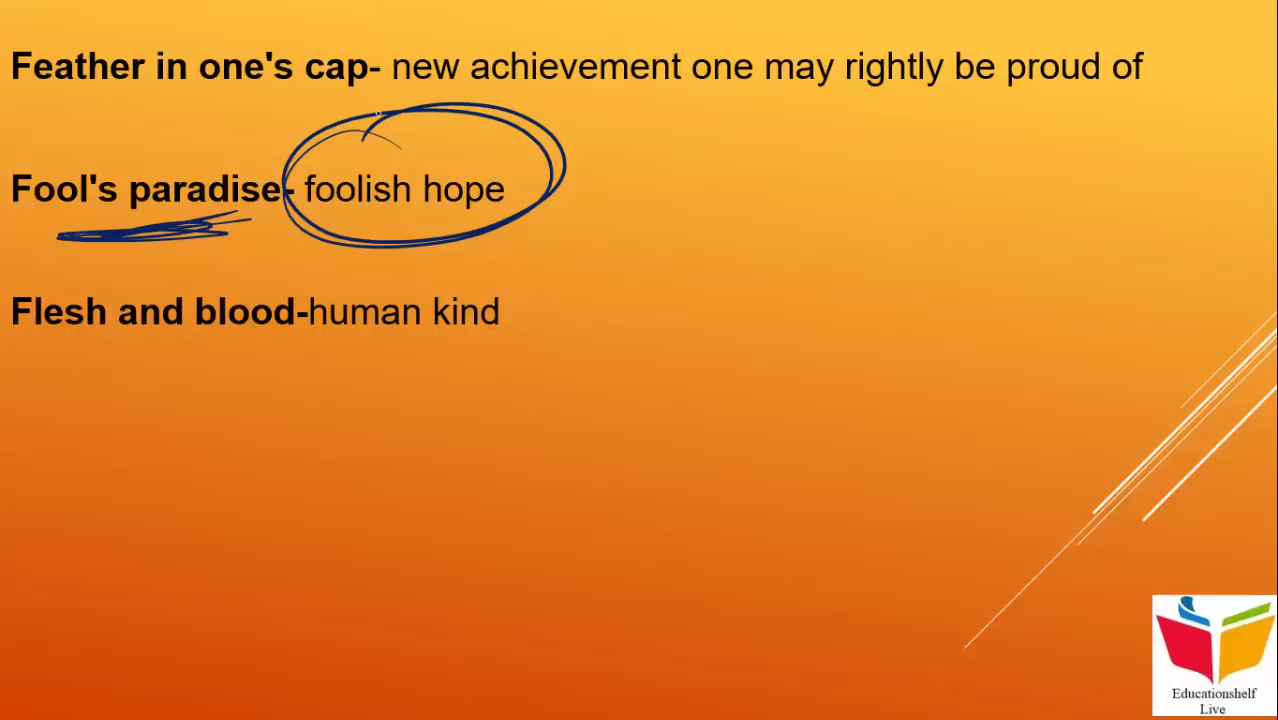 Feather in one's cap- new achievement one may rightly be proud of
Fool's paradise- foolish hope
Flesh and blood-human kind
Educationshelf
Live